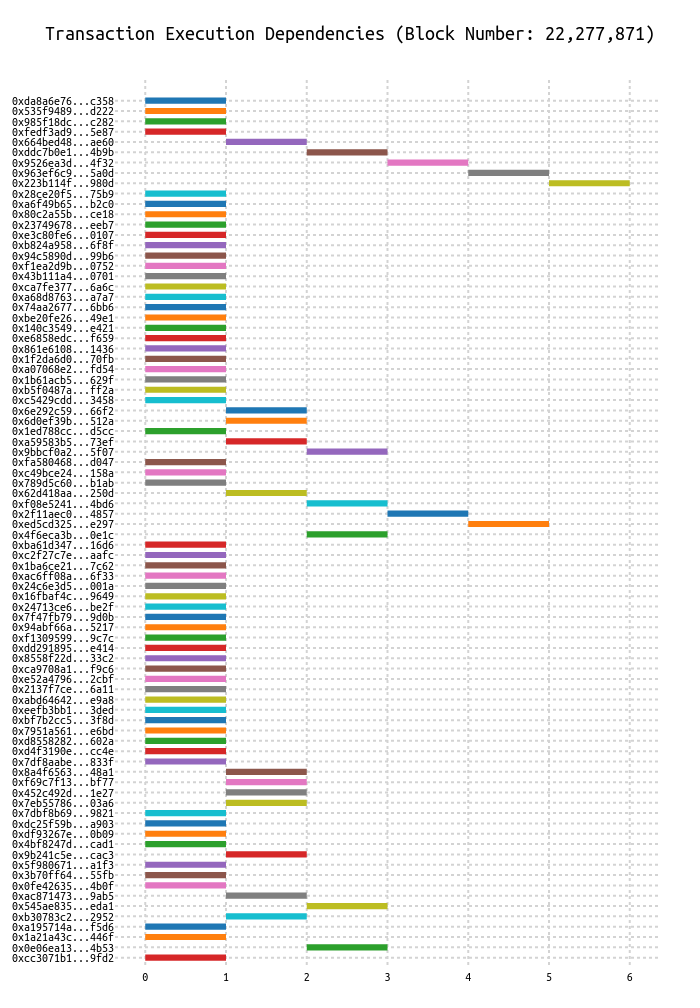 Transaction Execution Dependencies (Block Number: 22,277,871)
0xda8a6e76...c358
0x535f9489...d222
0x985f18dc...c282
0xfedf3ad9...5e87
0x664bed48...ae60
0xddc7b0e1...4b9b
0x9526ea3d...4f32
0x963ef6c9...5a0d
0x223b114f...980d
0x28ce20f5...75b9
0xa6f49b65...b2c0
0x80c2a55b...ce18
0x23749678...eeb7
0xe3c80fe6...0107
0xb824a958...6f8f
0x94c5890d...99b6
0xf1ea2d9b...0752
0x43b111a4...0701
0xca7fe377...6a6c
0xa68d8763...a7a7
0x74aa2677...6bb6
0xbe20fe26...49e1
0x140c3549...e421
0xe6858edc...f659
0x861e6108...1436
0x1f2da6d0...70fb
0xa07068e2...fd54
0x1b61acb5...629f
0xb5f0487a...ff2a
0xc5429cdd...3458
0x6e292c59...66f2
0x6d0ef39b...512a
0x1ed788cc...d5cc
0xa59583b5...73ef
0x9bbcf0a2...5f07
0xfa580468...d047
0xc49bce24...158a
0x789d5c60...b1ab
0x62d418aa...250d
0xf08e5241...4bd6
0x2f11aec0...4857
0xed5cd325...e297
0x4f6eca3b...0e1c
0xba61d347...16d6
0xc2f27c7e...aafc
0x1ba6ce21...7c62
0xac6ff08a...6f33
0x24c6e3d5...001a
0x16fbaf4c...9649
0x24713ce6...be2f
0x7f47fb79...9d0b
0x94abf66a...5217
0xf1309599...9c7c
0xdd291895...e414
0x8558f22d...33c2
0xca9708a1...f9c6
0xe52a4796...2cbf
0x2137f7ce...6a11
0xabd64642...e9a8
0xeefb3bb1...3ded
0xbf7b2cc5...3f8d
0x7951a561...e6bd
0xd8558282...602a
0xd4f3190e...cc4e
0x7df8aabe...833f
0x8a4f6563...48a1
0xf69c7f13...bf77
0x452c492d...1e27
0x7eb55786...03a6
0x7dbf8b69...9821
0xdc25f59b...a903
0xdf93267e...0b09
0x4bf8247d...cad1
0x9b241c5e...cac3
0x5f980671...a1f3
0x3b70ff64...55fb
0x0fe42635...4b0f
0xac871473...9ab5
0x545ae835...eda1
0xb30783c2...2952
0xa195714a...f5d6
0x1a21a43c...446f
0x0e06ea13...4b53
0xcc3071b1...9fd2
0 1 2 3 4 5 6